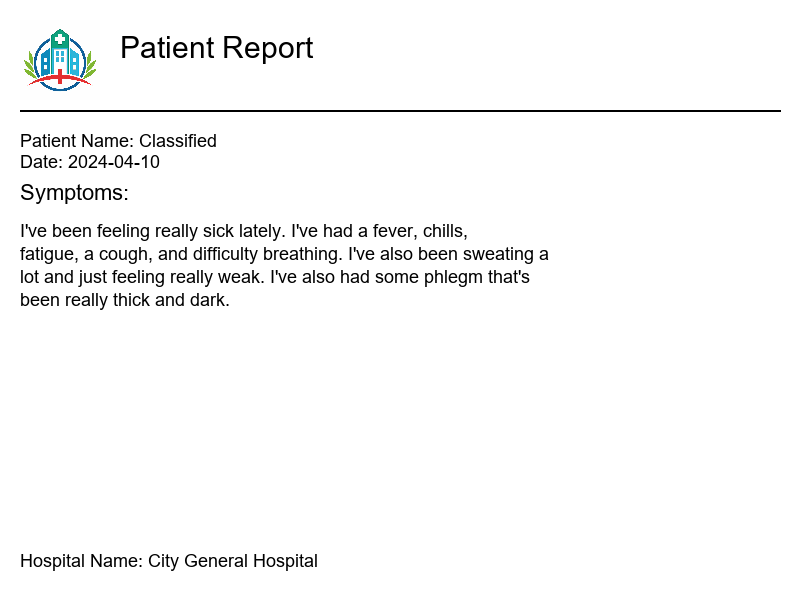 Patient Report
Patient Name: Classified
Date: 2024-04-10
Symptoms:
I've been feeling really sick lately. I've had a fever, chills,
fatigue, a cough, and difficulty breathing. I've also been sweating a
lot and just feeling really weak. I've also had some phlegm that's
been really thick and dark.
Hospital Name: City General Hospital